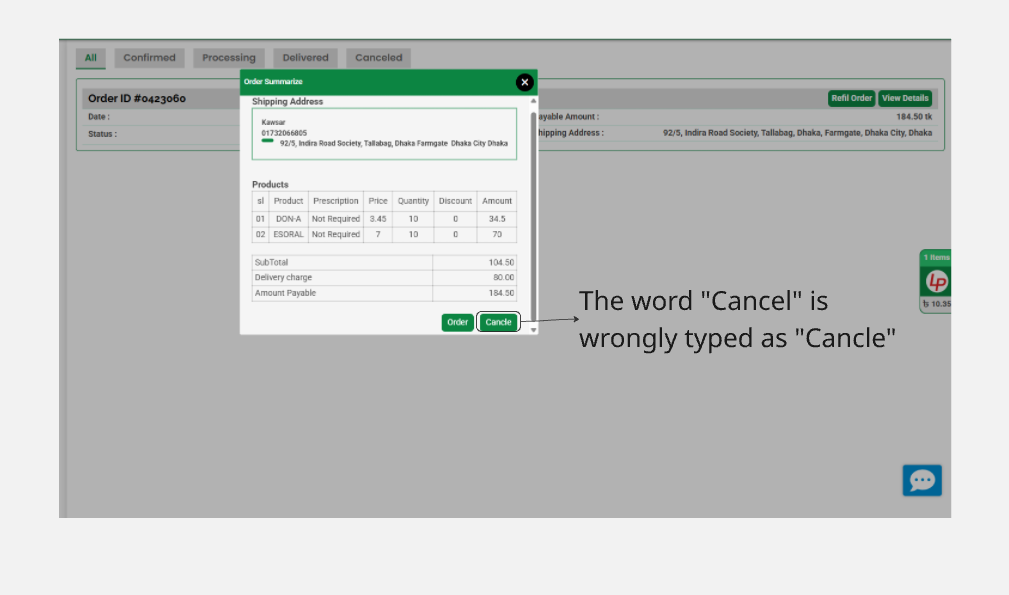 All Confirmed Processing Delivered Canceled
Order Summarize
Order ID #0423060
Refil Order View Details
Date :
ayable Amount :
184.50 tk
Status :
hipping Address :
92/5, Indira Road Society, Tallabag, Dhaka, Farmgate, Dhaka City, Dhaka
Shipping Address
Kawsar
01732066805
92/5, Indira Road Society, Tallabag, Dhaka Farmgate Dhaka City Dhaka
Products
sl Product Prescription Price Quantity Discount Amount
01 DON-A Not Required 3.45 10 0 34.5
02 ESORAL Not Required 7 10 0 70
SubTotal 104.50
Delivery charge 80.00
Amount Payable 184.50
Order Cancle
The word "Cancel" is
wrongly typed as "Cancle"
1 Items
LP
৳ 10.35